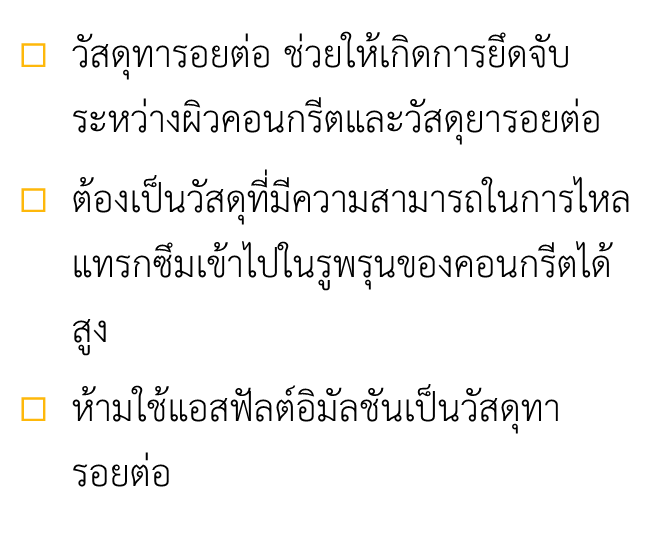 วัสดุทารอยต่อ ช่วยให้เกิดการยึดจับ
ระหว่างผิวคอนกรีตและวัสดุยารอยต่อ
ต้องเป็นวัสดุที่มีความสามารถในการไหล
แทรกซึมเข้าไปในรูพรุนของคอนกรีตได้
สูง
ห้ามใช้แอสฟัลต์อิมัลชันเป็นวัสดุทา
รอยต่อ